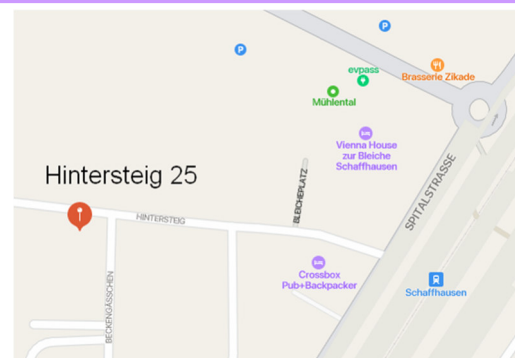 P
P
evpass
Brasserie Zikade
Mühlental
Vienna House
zur Bleiche
Schaffhausen
Hintersteig 25
BLEICHEPLATZ
SPITALSTRASSE
HINTERSTEIG
Crossbox
Pub+Backpacker
Schaffhausen
BECKENGÄSSCHEN